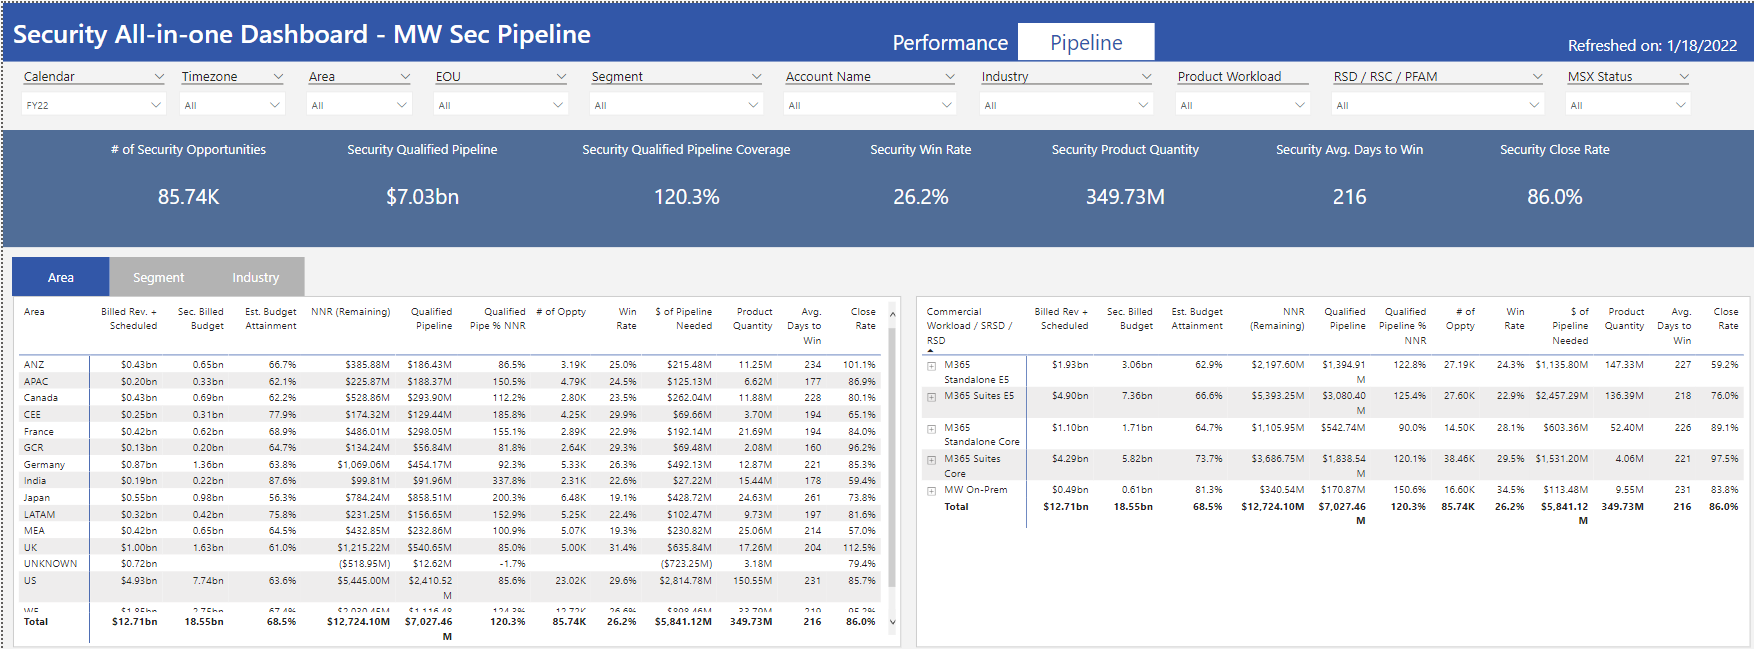 Security All-in-one Dashboard - MW Sec Pipeline
Performance Pipeline
Refreshed on: 1/18/2022
Calendar Timezone Area EOU Segment Account Name Industry Product Workload RSD / RSC / PFAM MSX Status
FY22 All All All All All All All All All
# of Security Opportunities Security Qualified Pipeline Security Qualified Pipeline Coverage Security Win Rate Security Product Quantity Security Avg. Days to Win Security Close Rate
85.74K $7.03bn 120.3% 26.2% 349.73M 216 86.0%
Area Segment Industry
Area Billed Rev. + Sec. Billed Est. Budget NNR (Remaining) Qualified Qualified # of Oppty Win $ of Pipeline Product Avg. Close
Scheduled Budget Attainment Pipeline Pipe % NNR Rate Needed Quantity Days to Rate
Win
ANZ $0.43bn 0.65bn 66.7% $385.88M $186.43M 86.5% 3.19K 25.0% $215.48M 11.25M 234 101.1%
APAC $0.20bn 0.33bn 62.1% $225.87M $188.37M 150.5% 4.79K 24.5% $125.13M 6.62M 177 86.9%
Canada $0.43bn 0.69bn 62.2% $528.86M $293.90M 112.2% 2.80K 23.5% $262.04M 11.88M 228 80.1%
CEE $0.25bn 0.31bn 77.9% $174.32M $129.44M 185.8% 4.25K 29.9% $69.66M 3.70M 194 65.1%
France $0.42bn 0.62bn 68.9% $486.01M $298.05M 155.1% 2.89K 22.9% $192.14M 21.69M 194 84.0%
GCR $0.13bn 0.20bn 64.7% $134.24M $56.84M 81.8% 2.64K 29.3% $69.48M 2.08M 160 96.2%
Germany $0.87bn 1.36bn 63.8% $1,069.06M $454.17M 92.3% 5.33K 26.3% $492.13M 12.87M 221 85.3%
India $0.19bn 0.22bn 87.6% $99.81M $91.96M 337.8% 2.31K 22.6% $27.22M 15.44M 178 59.4%
Japan $0.55bn 0.98bn 56.3% $784.24M $858.51M 200.3% 6.48K 19.1% $428.72M 24.63M 261 73.8%
LATAM $0.32bn 0.42bn 75.8% $231.25M $156.65M 152.9% 5.25K 22.4% $102.47M 9.73M 197 81.6%
MEA $0.42bn 0.65bn 64.5% $432.85M $232.86M 100.9% 5.07K 19.3% $230.82M 25.06M 214 57.0%
UK $1.00bn 1.63bn 61.0% $1,215.22M $540.65M 85.0% 5.00K 31.4% $635.84M 17.26M 204 112.5%
UNKNOWN $0.72bn ($518.95M) $12.62M -1.7% ($723.25M) 3.18M 79.4%
US $4.93bn 7.74bn 63.6% $5,445.00M $2,410.52 85.6% 23.02K 29.6% $2,814.78M 150.55M 231 85.7%
M
Total $12.71bn 18.55bn 68.5% $12,724.10M $7,027.46 120.3% 85.74K 26.2% $5,841.12M 349.73M 216 86.0%
M
Commercial Billed Rev + Sec. Billed Est. Budget NNR Qualified Qualified # of Win $ of Product Avg. Close
Workload / SRSD / Scheduled Budget Attainment (Remaining) Pipeline Pipeline % Oppty Rate Pipeline Quantity Days to Rate
RSD NNR Needed Win
M365 $1.93bn 3.06bn 62.9% $2,197.60M $1,394.91 122.8% 27.19K 24.3% $1,135.80M 147.33M 227 59.2%
Standalone E5 M
M365 Suites E5 $4.90bn 7.36bn 66.6% $5,393.25M $3,080.40 125.4% 27.60K 22.9% $2,457.29M 136.39M 218 76.0%
M
M365 $1.10bn 1.71bn 64.7% $1,105.95M $542.74M 90.0% 14.50K 28.1% $603.36M 52.40M 226 89.1%
Standalone Core
M365 Suites $4.29bn 5.82bn 73.7% $3,686.75M $1,838.54 120.1% 38.46K 29.5% $1,531.20M 4.06M 221 97.5%
Core M
MW On-Prem $0.49bn 0.61bn 81.3% $340.54M $170.87M 150.6% 16.60K 34.5% $113.48M 9.55M 231 83.8%
Total $12.71bn 18.55bn 68.5% $12,724.10M $7,027.46 120.3% 85.74K 26.2% $5,841.12 349.73M 216 86.0%
M M